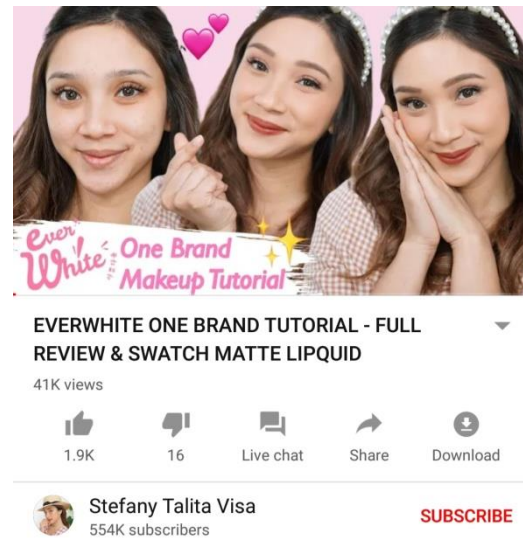 Ever
White
One Brand
Makeup Tutorial
EVERWHITE ONE BRAND TUTORIAL - FULL
REVIEW & SWATCH MATTE LIPQUID
41K views
1.9K 16 Live chat Share Download
Stefany Talita Visa
554K subscribers
SUBSCRIBE